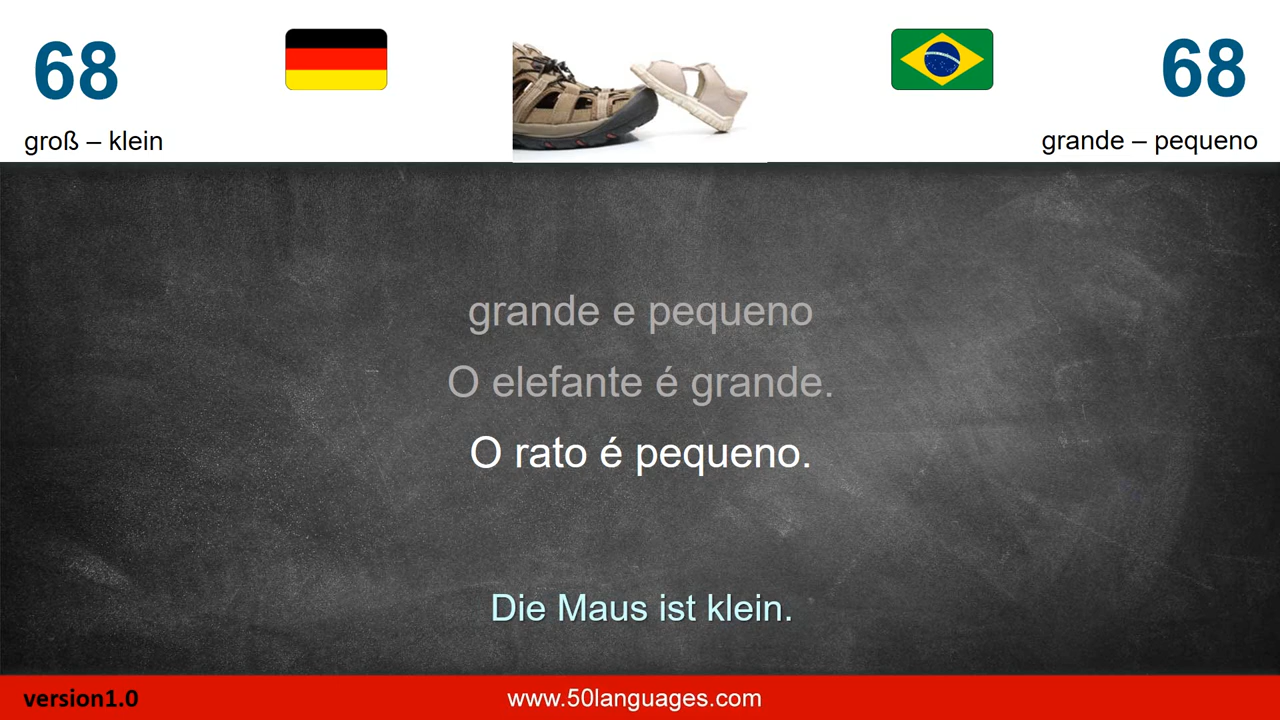 68
68
groß – klein
grande – pequeno
grande e pequeno
O elefante é grande.
O rato é pequeno.
Die Maus ist klein.
version1.0
www.50languages.com